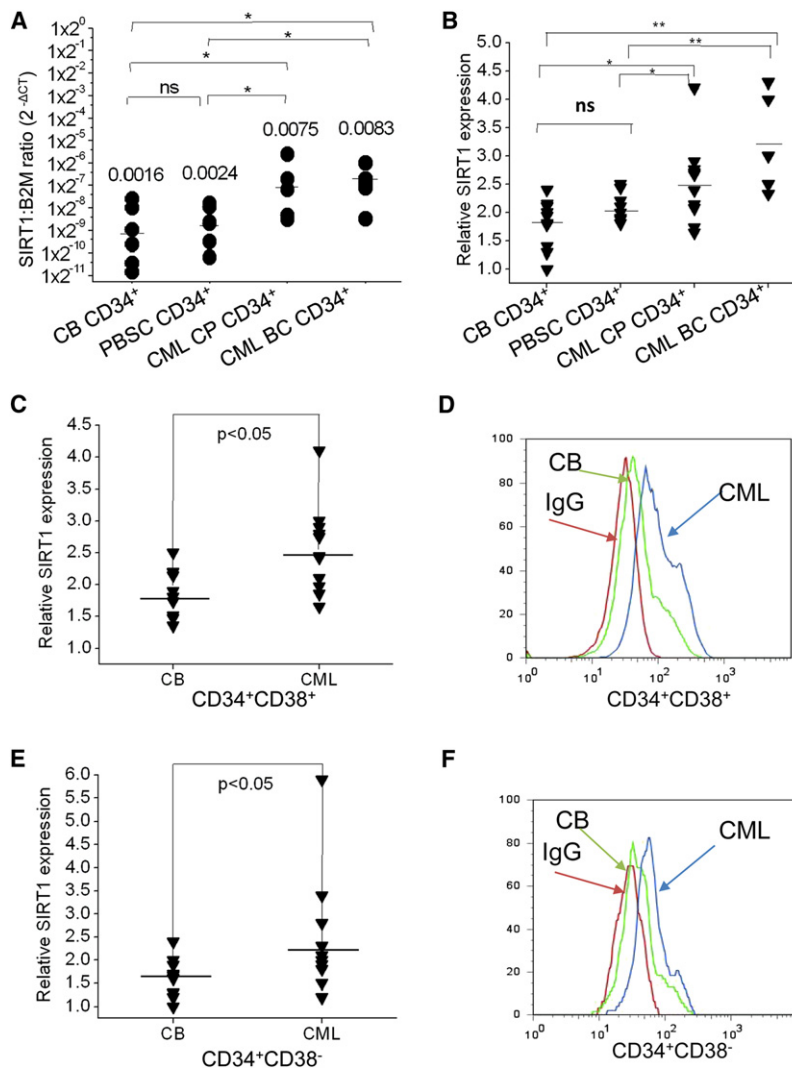 A
SIRT1:B2M ratio (2^-ΔCT)
1x2^0
1x2^-1
1x2^-2
1x2^-3
1x2^-4
1x2^-5
1x2^-6
1x2^-7
1x2^-8
1x2^-9
1x2^-10
1x2^-11
*
*
*
ns
*
0.0016
0.0024
0.0075
0.0083
CB CD34+
PBSC CD34+
CML CP CD34+
CML BC CD34+
B
Relative SIRT1 expression
5.0
4.5
4.0
3.5
3.0
2.5
2.0
1.5
1.0
**
**
*
*
ns
CB CD34+
PBSC CD34+
CML CP CD34+
CML BC CD34+
C
Relative SIRT1 expression
4.5
4.0
3.5
3.0
2.5
2.0
1.5
1.0
p<0.05
CB
CML
CD34+CD38+
D
100
80
60
40
20
0
CB
IgG
CML
10^0
10^1
10^2
10^3
CD34+CD38+
E
Relative SIRT1 expression
6.0
5.5
5.0
4.5
4.0
3.5
3.0
2.5
2.0
1.5
1.0
p<0.05
CB
CML
CD34+CD38-
F
100
80
60
40
20
0
CB
IgG
CML
10^0
10^1
10^2
10^3
CD34+CD38-